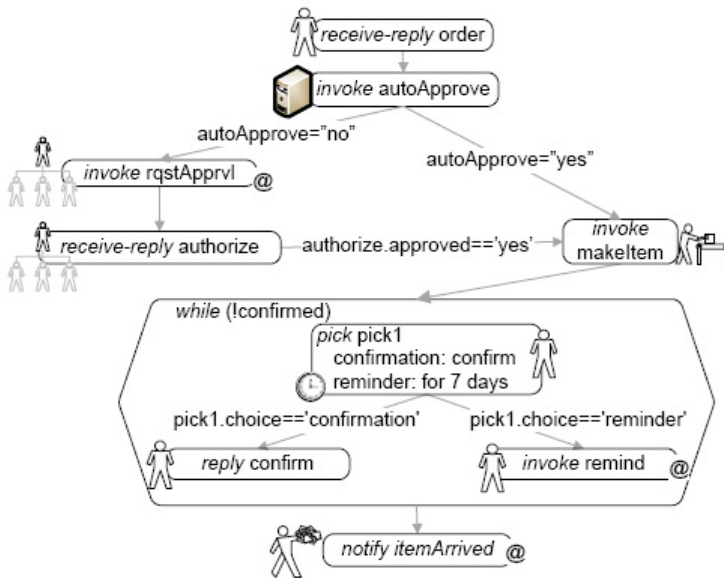 receive-reply order
invoke autoApprove
autoApprove="no"
autoApprove="yes"
invoke rqstApprvl @
receive-reply authorize
authorize.approved=='yes'
invoke
makeItem
while (!confirmed)
pick pick1
confirmation: confirm
reminder: for 7 days
pick1.choice=='confirmation'
pick1.choice=='reminder'
reply confirm
invoke remind @
notify itemArrived @